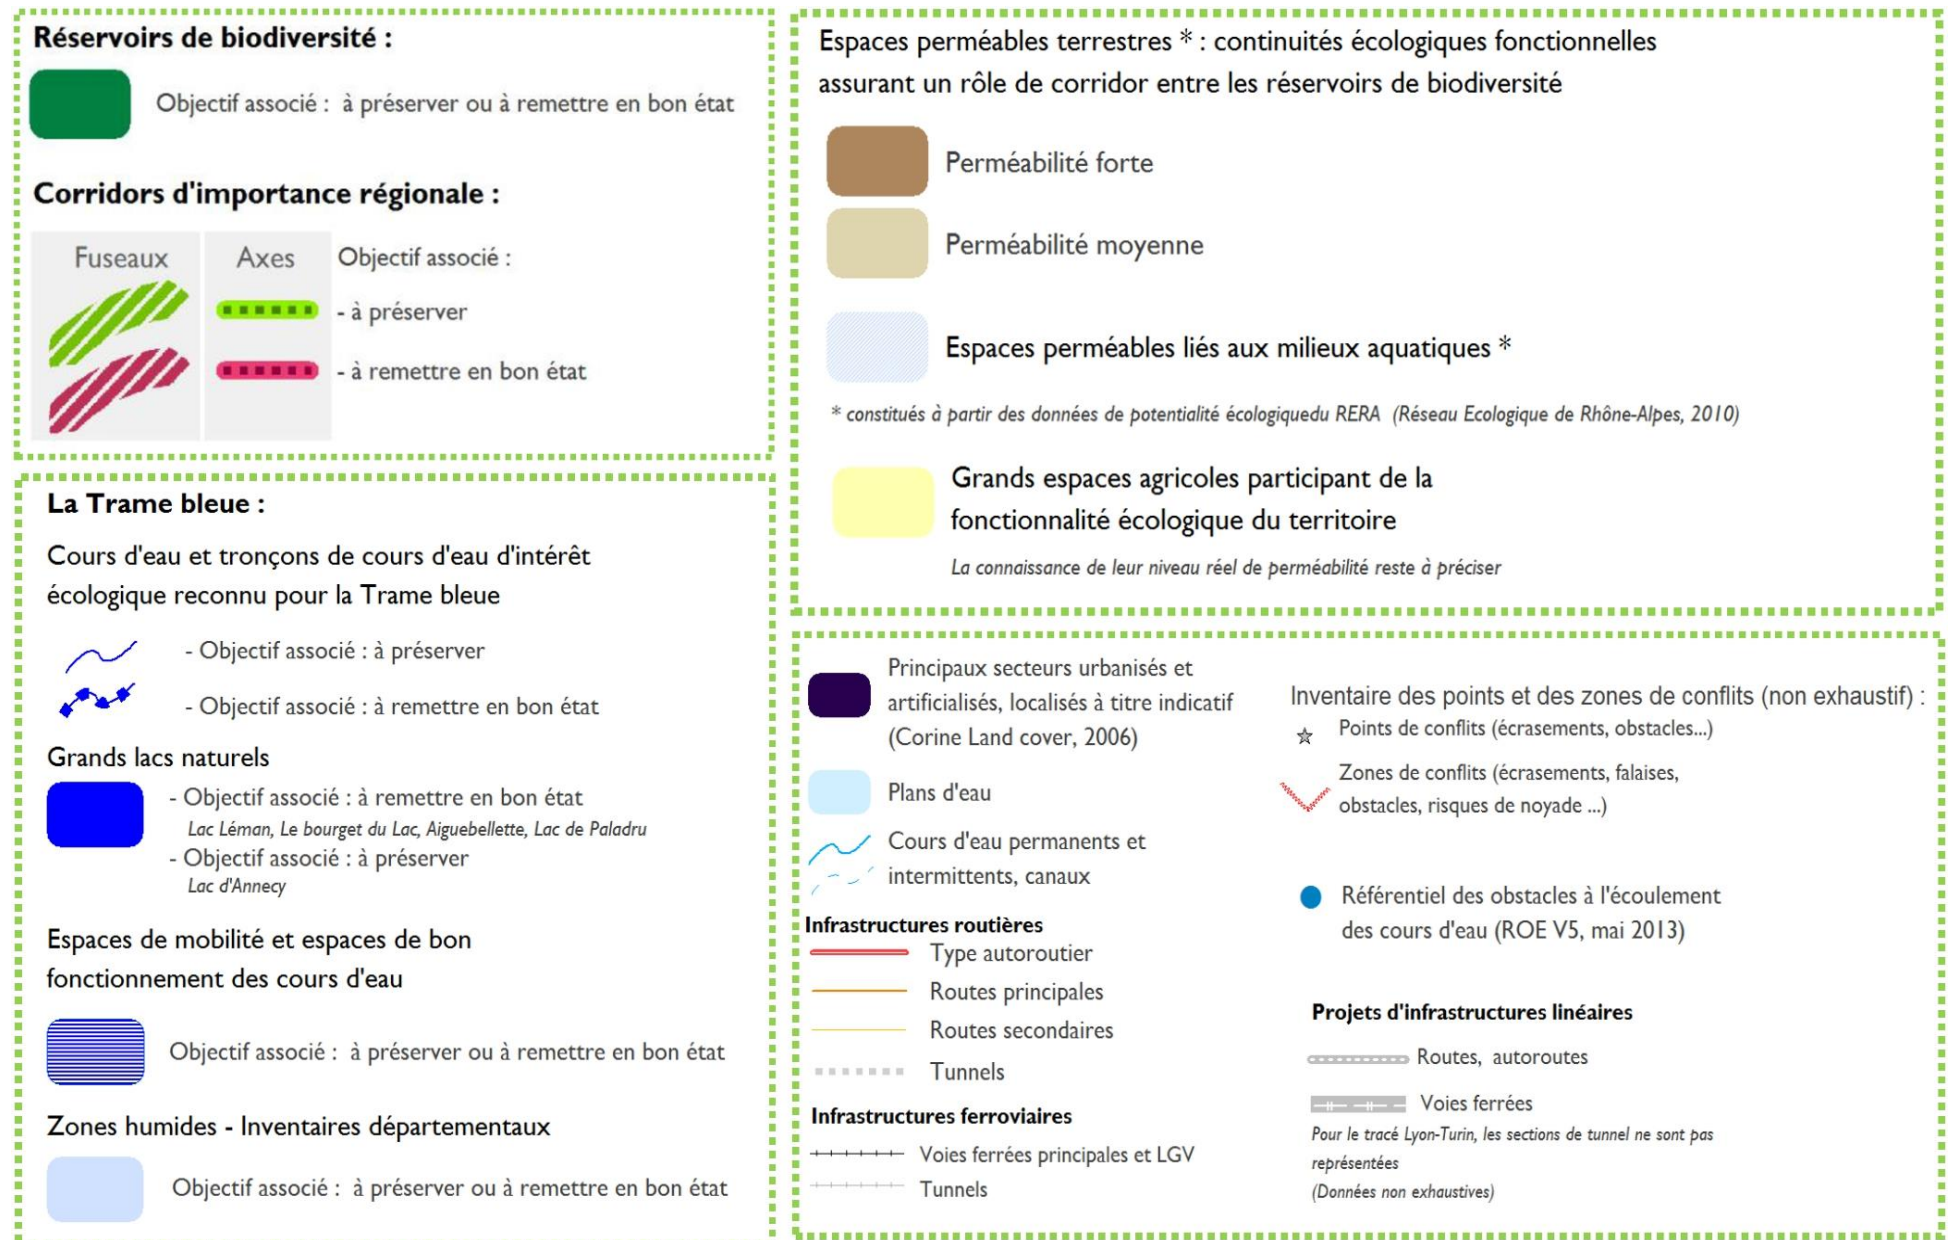 Réservoirs de biodiversité :
Objectif associé : à préserver ou à remettre en bon état
Corridors d'importance régionale :
Fuseaux
Axes
Objectif associé :
- à préserver
- à remettre en bon état
La Trame bleue :
Cours d'eau et tronçons de cours d'eau d'intérêt
écologique reconnu pour la Trame bleue
- Objectif associé : à préserver
- Objectif associé : à remettre en bon état
Grands lacs naturels
- Objectif associé : à remettre en bon état
Lac Léman, Le bourget du Lac, Aiguebellette, Lac de Paladru
- Objectif associé : à préserver
Lac d'Annecy
Espaces de mobilité et espaces de bon
fonctionnement des cours d'eau
Objectif associé : à préserver ou à remettre en bon état
Zones humides - Inventaires départementaux
Objectif associé : à préserver ou à remettre en bon état
Espaces perméables terrestres * : continuités écologiques fonctionnelles
assurant un rôle de corridor entre les réservoirs de biodiversité
Perméabilité forte
Perméabilité moyenne
Espaces perméables liés aux milieux aquatiques *
* constitués à partir des données de potentialité écologiquedu RERA (Réseau Ecologique de Rhône-Alpes, 2010)
Grands espaces agricoles participant de la
fonctionnalité écologique du territoire
La connaissance de leur niveau réel de perméabilité reste à préciser
Principaux secteurs urbanisés et
artificialisés, localisés à titre indicatif
(Corine Land cover, 2006)
Plans d'eau
Cours d'eau permanents et
intermittents, canaux
Infrastructures routières
Type autoroutier
Routes principales
Routes secondaires
Tunnels
Infrastructures ferroviaires
Voies ferrées principales et LGV
Tunnels
Inventaire des points et des zones de conflits (non exhaustif) :
Points de conflits (écrasements, obstacles...)
Zones de conflits (écrasements, falaises,
obstacles, risques de noyade ...)
Référentiel des obstacles à l'écoulement
des cours d'eau (ROE V5, mai 2013)
Projets d'infrastructures linéaires
Routes, autoroutes
Voies ferrées
Pour le tracé Lyon-Turin, les sections de tunnel ne sont pas
représentées
(Données non exhaustives)